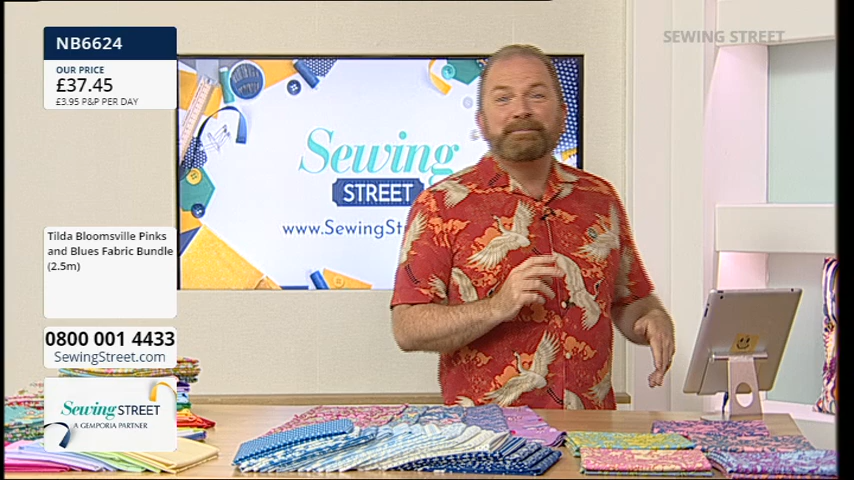 NB6624
OUR PRICE
£37.45
£3.95 P&P PER DAY
SEWING STREET
Sewing
STREET
www.SewingSt
Tilda Bloomsville Pinks
and Blues Fabric Bundle
(2.5m)
0800 001 4433
SewingStreet.com
Sewing STREET
A GEMPORIA PARTNER